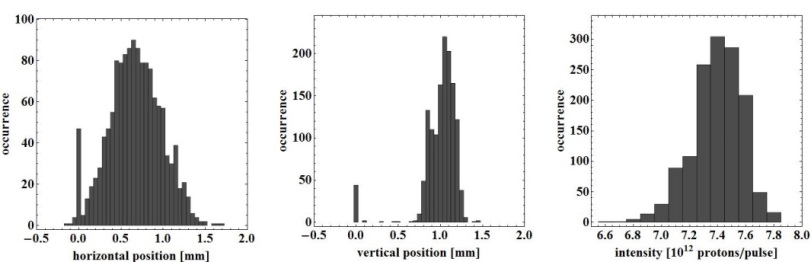 100
80
60
40
20
0
occurrence
−0.5 0.0 0.5 1.0 1.5 2.0
horizontal position [mm]
200
150
100
50
0
occurrence
−0.5 0.0 0.5 1.0 1.5 2.0
vertical position [mm]
300
250
200
150
100
50
0
occurrence
6.6 6.8 7.0 7.2 7.4 7.6 7.8 8.0
intensity [10¹² protons/pulse]